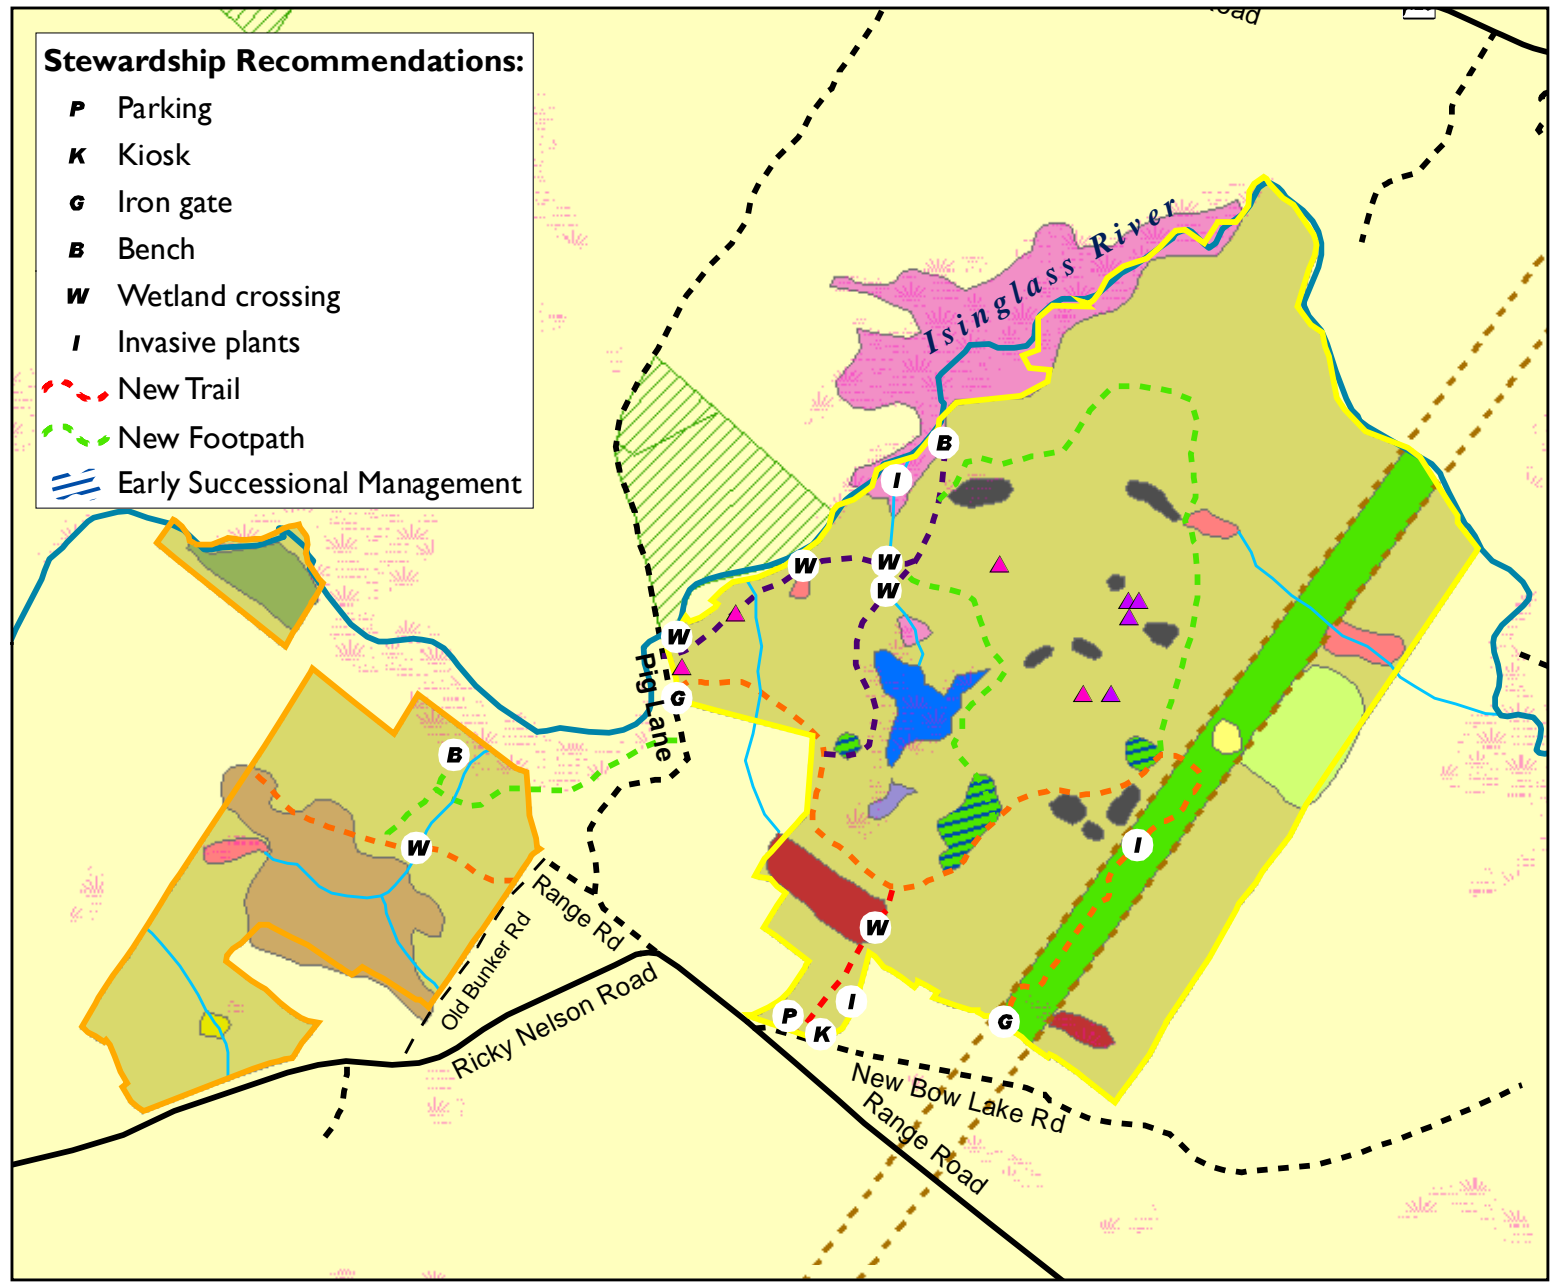 oad
Stewardship Recommendations:
P Parking
K Kiosk
G Iron gate
B Bench
W Wetland crossing
I Invasive plants
New Trail
New Footpath
Early Successional Management
Isinglass River
B
I
W
W
W
W
G
Pig Lane
B
W
I
W
Range Rd
Old Bunker Rd
Ricky Nelson Road
I
P
K
G
New Bow Lake Rd
Range Road